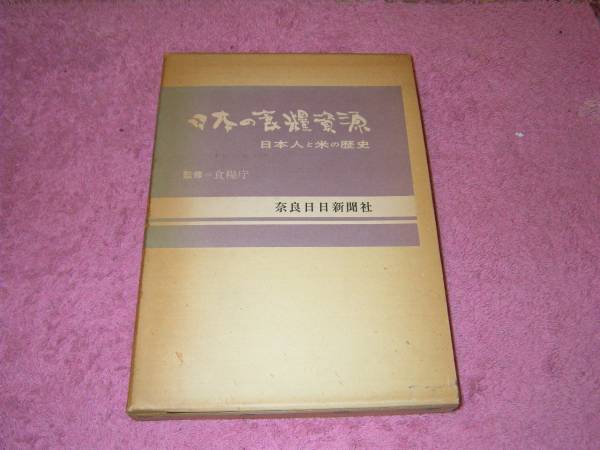 日本の食糧資源
日本人と米の歴史
監修=食糧庁
奈良日日新聞社